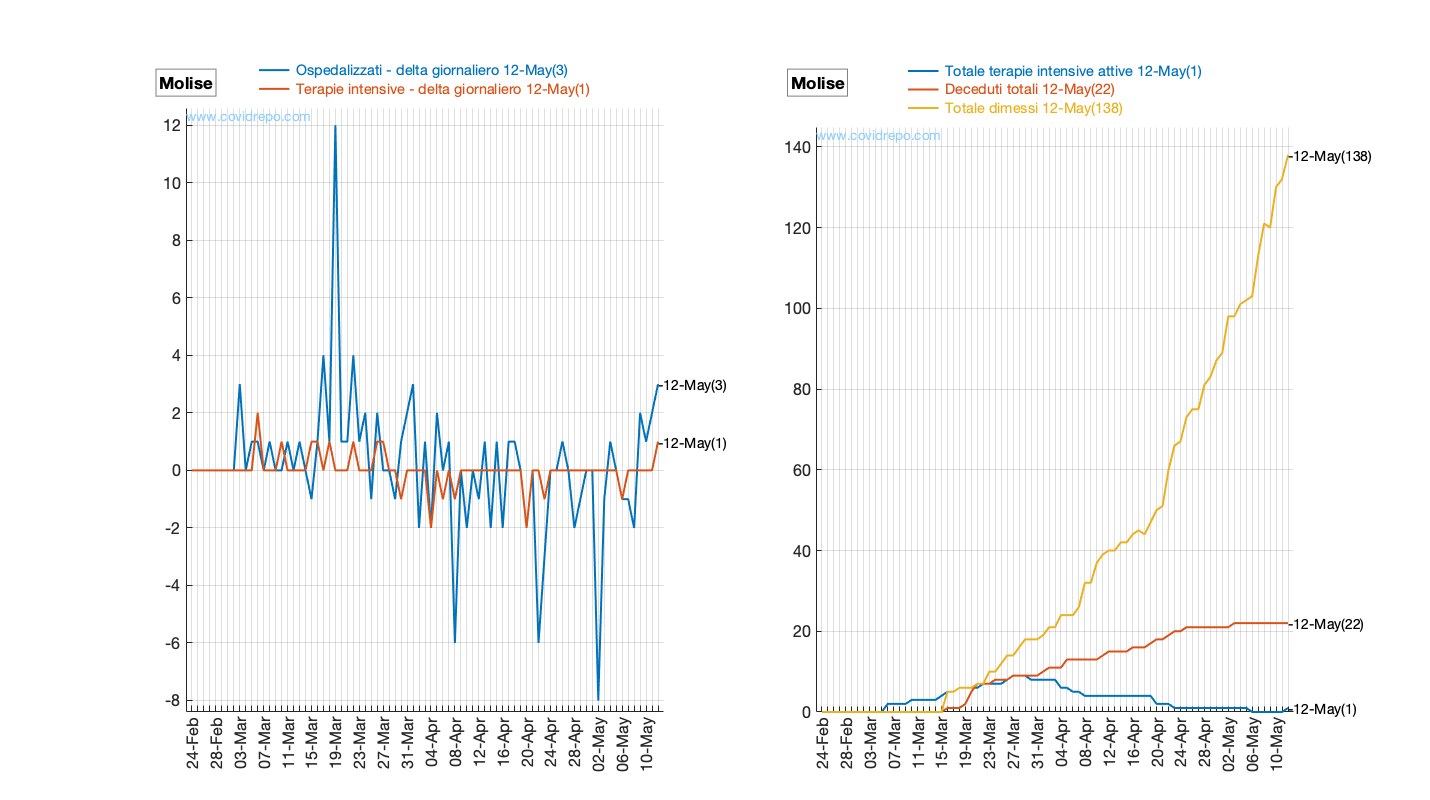 Molise
Ospedalizzati - delta giornaliero 12-May(3)
Terapie intensive - delta giornaliero 12-May(1)
www.covidrepo.com
12
10
8
6
4
2
0
-2
-4
-6
-8
12-May(3)
12-May(1)
24-Feb
28-Feb
03-Mar
07-Mar
11-Mar
15-Mar
19-Mar
23-Mar
27-Mar
31-Mar
04-Apr
08-Apr
12-Apr
16-Apr
20-Apr
24-Apr
28-Apr
02-May
06-May
10-May
Molise
Totale terapie intensive attive 12-May(1)
Deceduti totali 12-May(22)
Totale dimessi 12-May(138)
www.covidrepo.com
140
120
100
80
60
40
20
0
12-May(138)
12-May(22)
12-May(1)
24-Feb
28-Feb
03-Mar
07-Mar
11-Mar
15-Mar
19-Mar
23-Mar
27-Mar
31-Mar
04-Apr
08-Apr
12-Apr
16-Apr
20-Apr
24-Apr
28-Apr
02-May
06-May
10-May